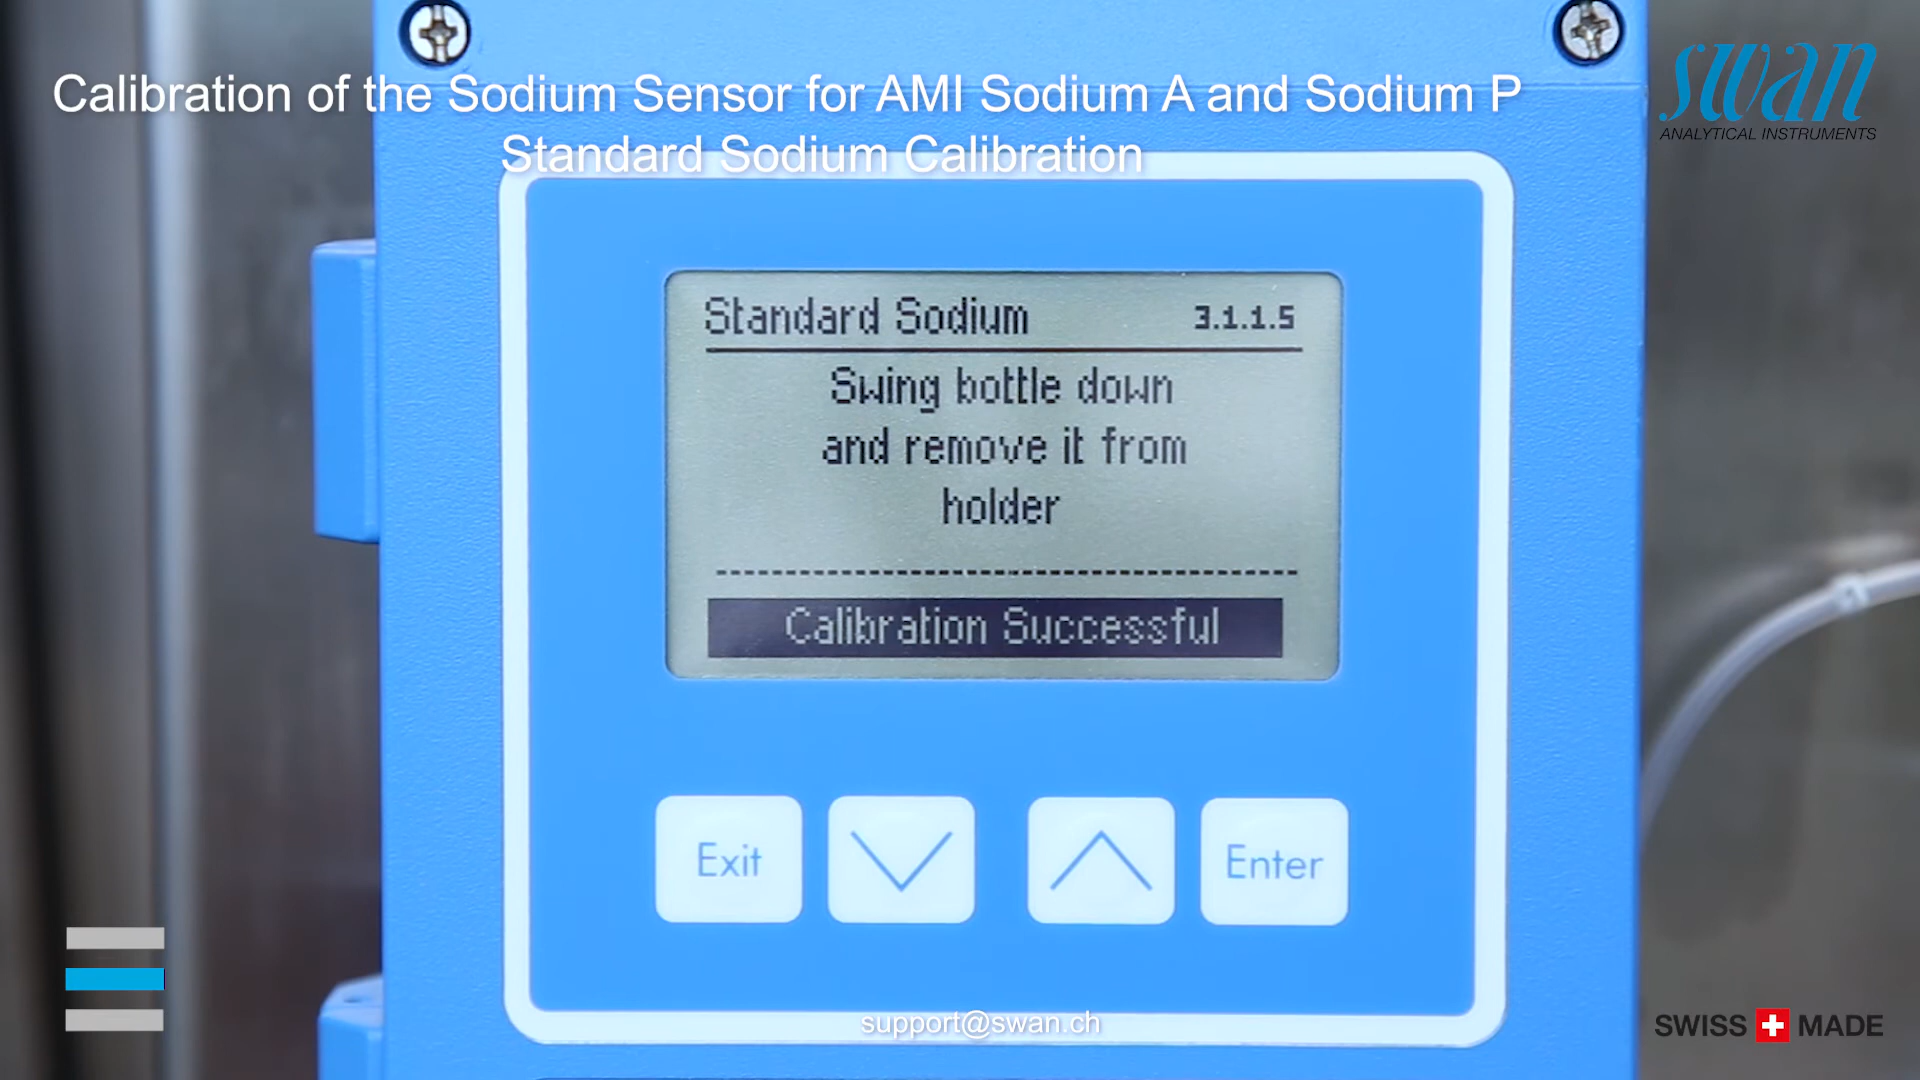 Calibration of the Sodium Sensor for AMI Sodium A and Sodium P
Standard Sodium Calibration
swan
ANALYTICAL INSTRUMENTS
Standard Sodium 3.1.1.5
Swing bottle down
and remove it from
holder
Calibration Successful
Exit Enter
support@swan.ch
SWISS MADE